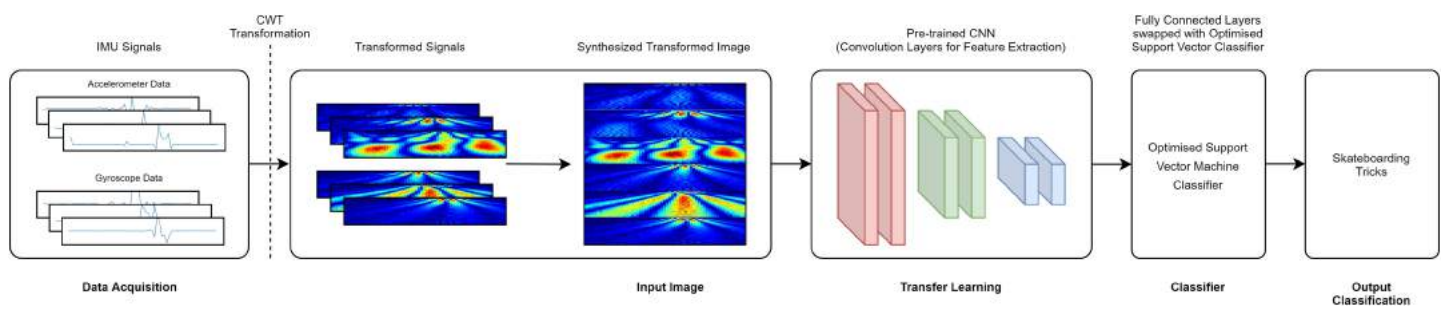 CWT
Transformation
IMU Signals
Transformed Signals
Synthesized Transformed Image
Pre-trained CNN
(Convolution Layers for Feature Extraction)
Fully Connected Layers
swapped with Optimised
Support Vector Classifier
Accelerometer Data
Gyroscope Data
Optimised Support
Vector Machine
Classifier
Skateboarding
Tricks
Data Acquisition
Input Image
Transfer Learning
Classifier
Output
Classification